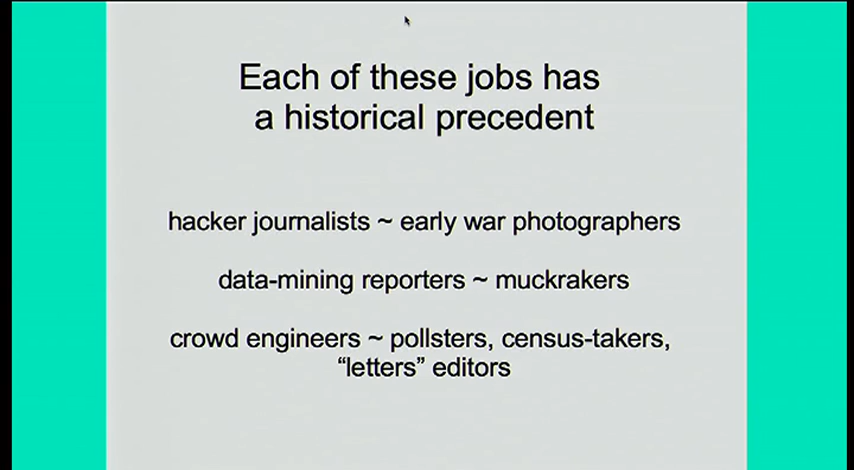 Each of these jobs has
a historical precedent
hacker journalists ~ early war photographers
data-mining reporters ~ muckrakers
crowd engineers ~ pollsters, census-takers,
“letters” editors